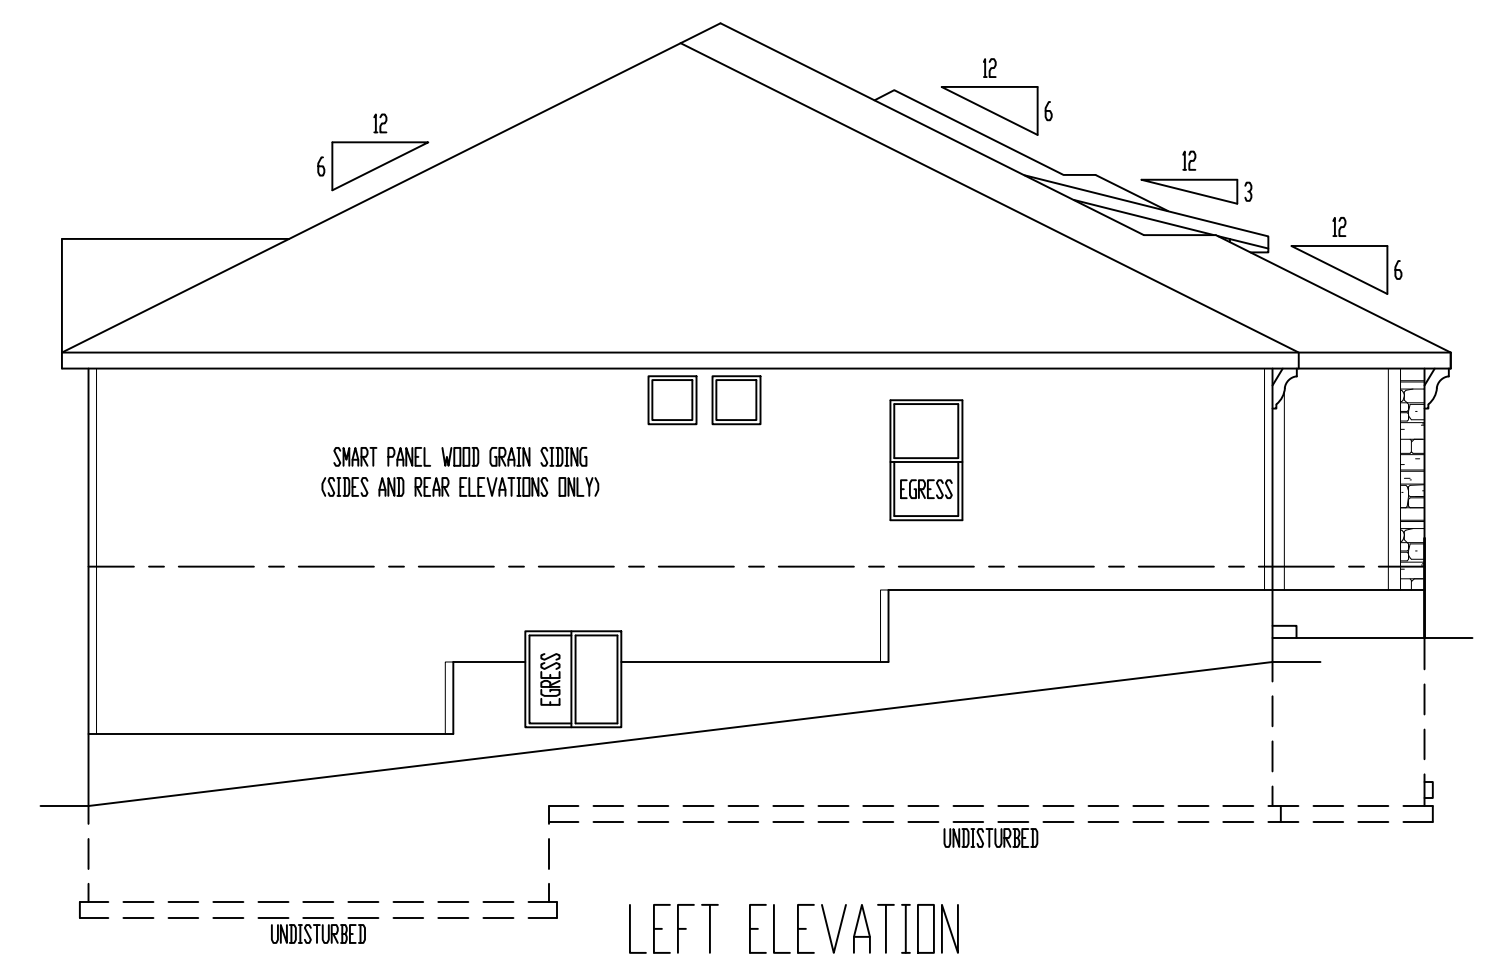 12
6
12
6
12
3
12
6
SMART PANEL WOOD GRAIN SIDING
(SIDES AND REAR ELEVATIONS ONLY)
EGRESS
EGRESS
UNDISTURBED
UNDISTURBED
LEFT ELEVATION